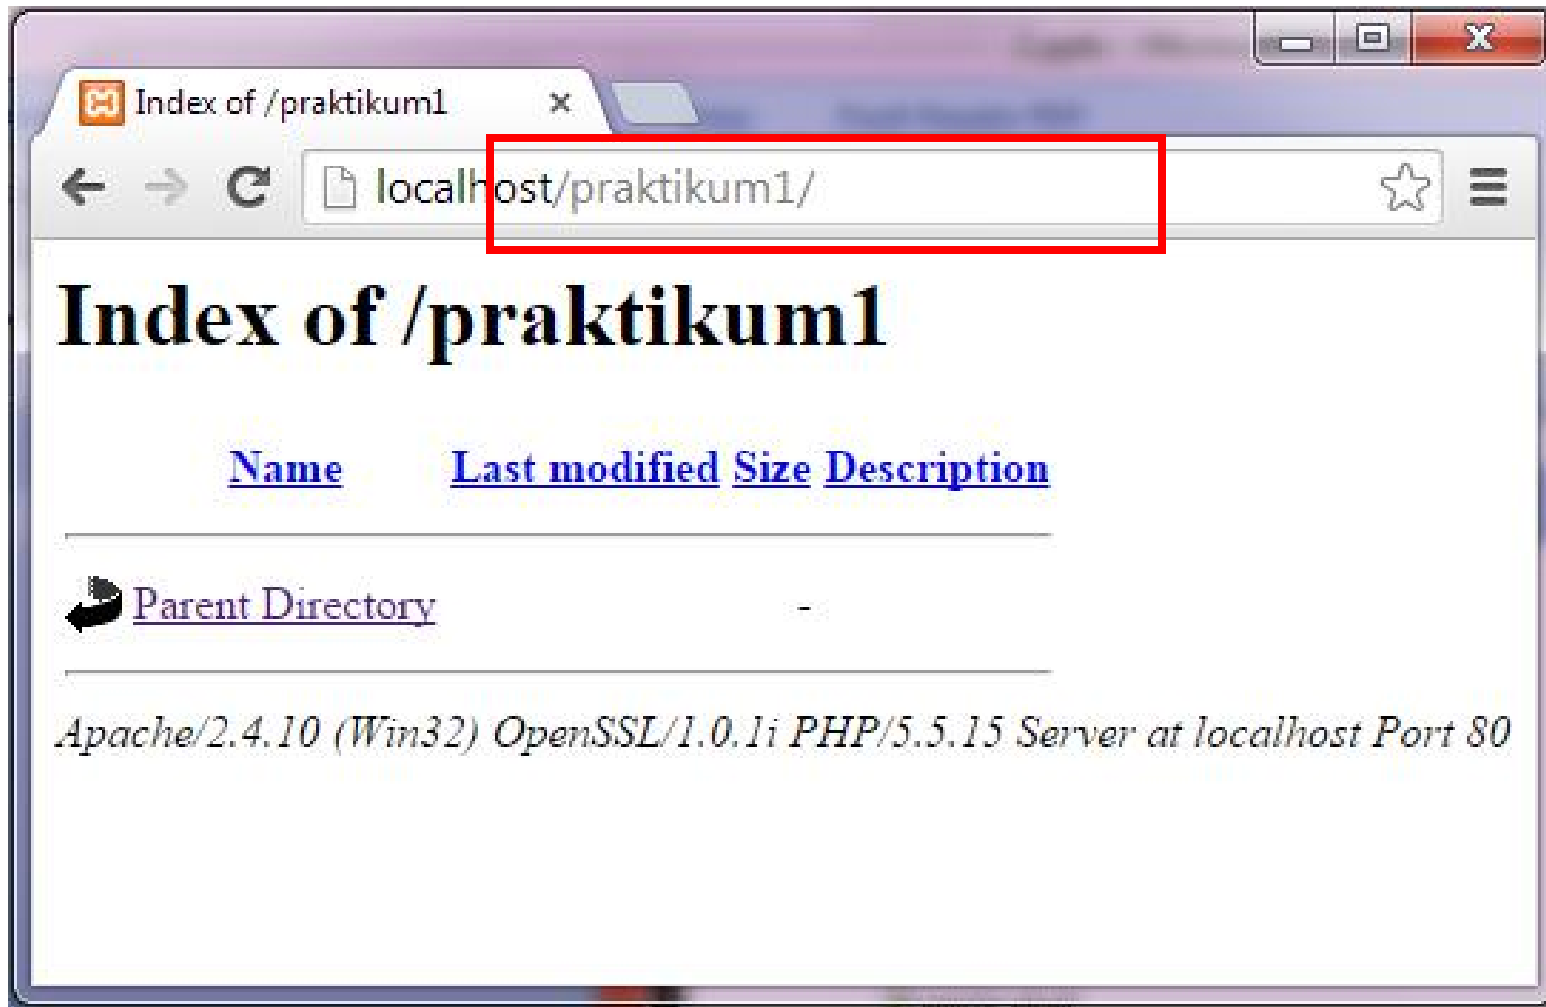 Index of /praktikum1
localhost/praktikum1/
Index of /praktikum1
Name Last modified Size Description
Parent Directory -
Apache/2.4.10 (Win32) OpenSSL/1.0.1i PHP/5.5.15 Server at localhost Port 80